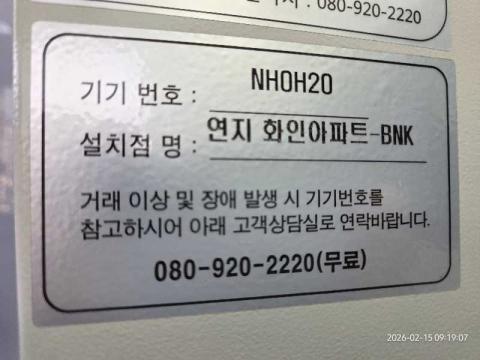 : 080-920-2220
기기 번호 : NHOH20
설치점 명 : 연지 화인아파트-BNK
거래 이상 및 장애 발생 시 기기번호를
참고하시어 아래 고객상담실로 연락바랍니다.
080-920-2220(무료)
2026-02-15 09:19:07